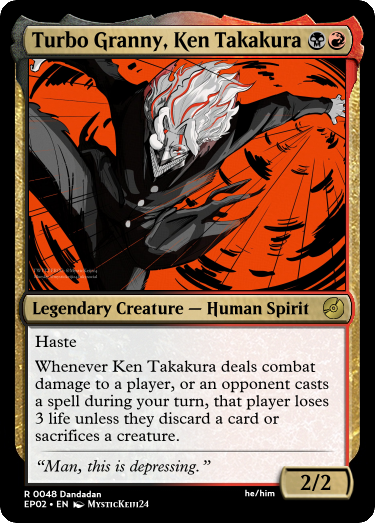 Turbo Granny, Ken Takakura
Legendary Creature — Human Spirit
Haste
Whenever Ken Takakura deals combat
damage to a player, or an opponent casts
a spell during your turn, that player loses
3 life unless they discard a card or
sacrifices a creature.
“Man, this is depressing.”
2/2
R 0048 Dandadan
he/him
EP02 • EN MysticKeiji24